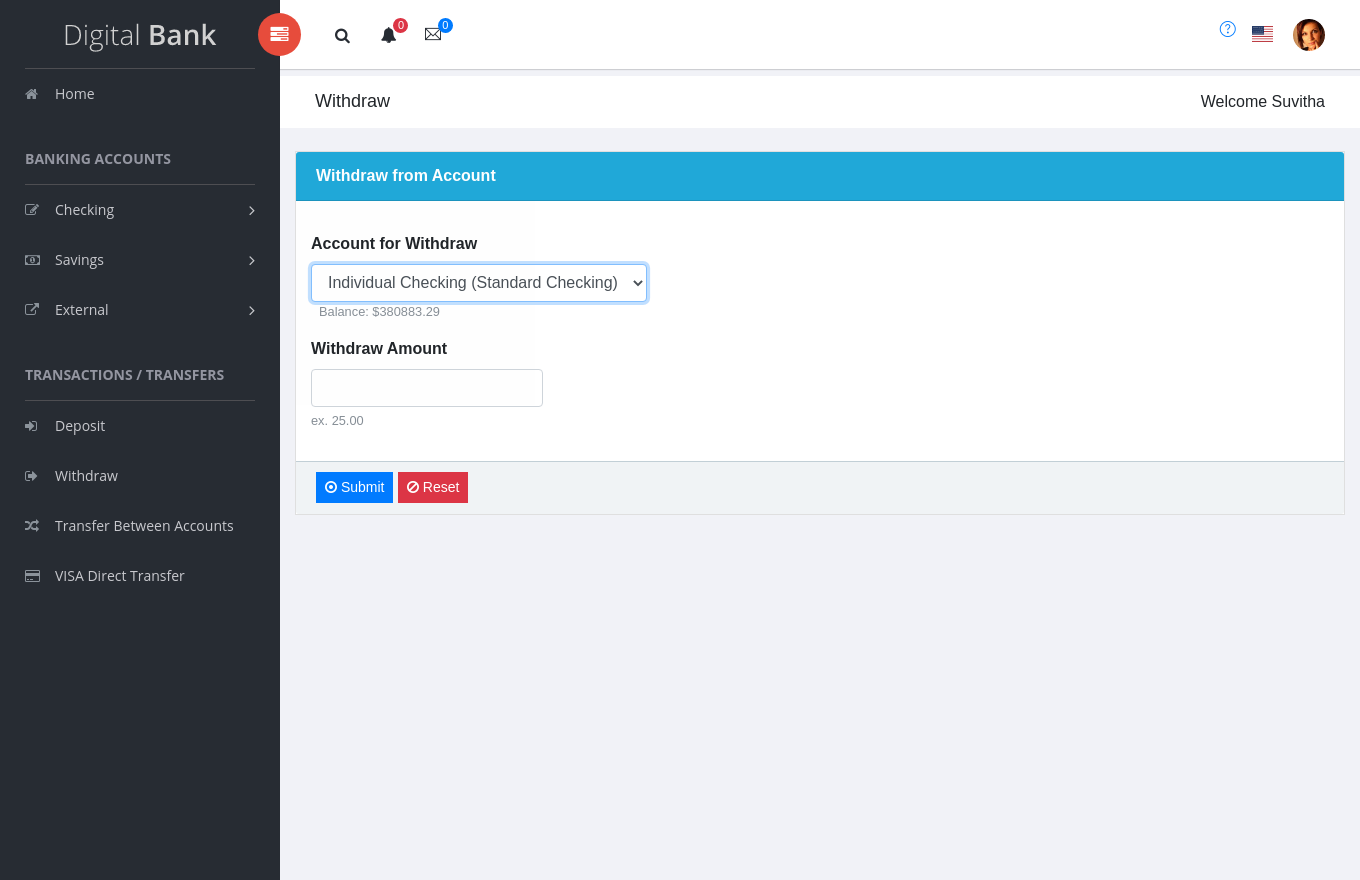 Digital Bank
0
0
Home
Withdraw
Welcome Suvitha
BANKING ACCOUNTS
Checking
Savings
External
TRANSACTIONS / TRANSFERS
Deposit
Withdraw
Transfer Between Accounts
VISA Direct Transfer
Withdraw from Account
Account for Withdraw
Individual Checking (Standard Checking)
Balance: $380883.29
Withdraw Amount
ex. 25.00
Submit
Reset